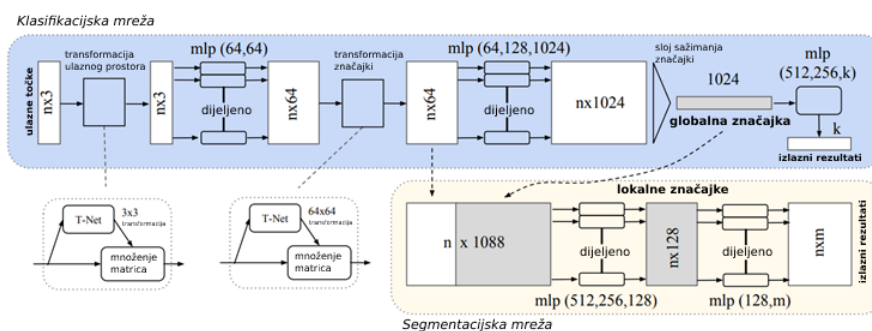 Klasifikacijska mreža
ulazne točke
nx3
transformacija
ulaznog prostora
nx3
mlp (64,64)
dijeljeno
nx64
transformacija
značajki
nx64
mlp (64,128,1024)
dijeljeno
nx1024
sloj sažimanja
značajki
1024
globalna značajka
mlp
(512,256,k)
k
izlazni rezultati
T-Net
3x3
transformacija
množenje
matrica
T-Net
64x64
transformacija
množenje
matrica
lokalne značajke
n x 1088
dijeljeno
mlp (512,256,128)
nx128
dijeljeno
mlp (128,m)
nxm
izlazni rezultati
Segmentacijska mreža